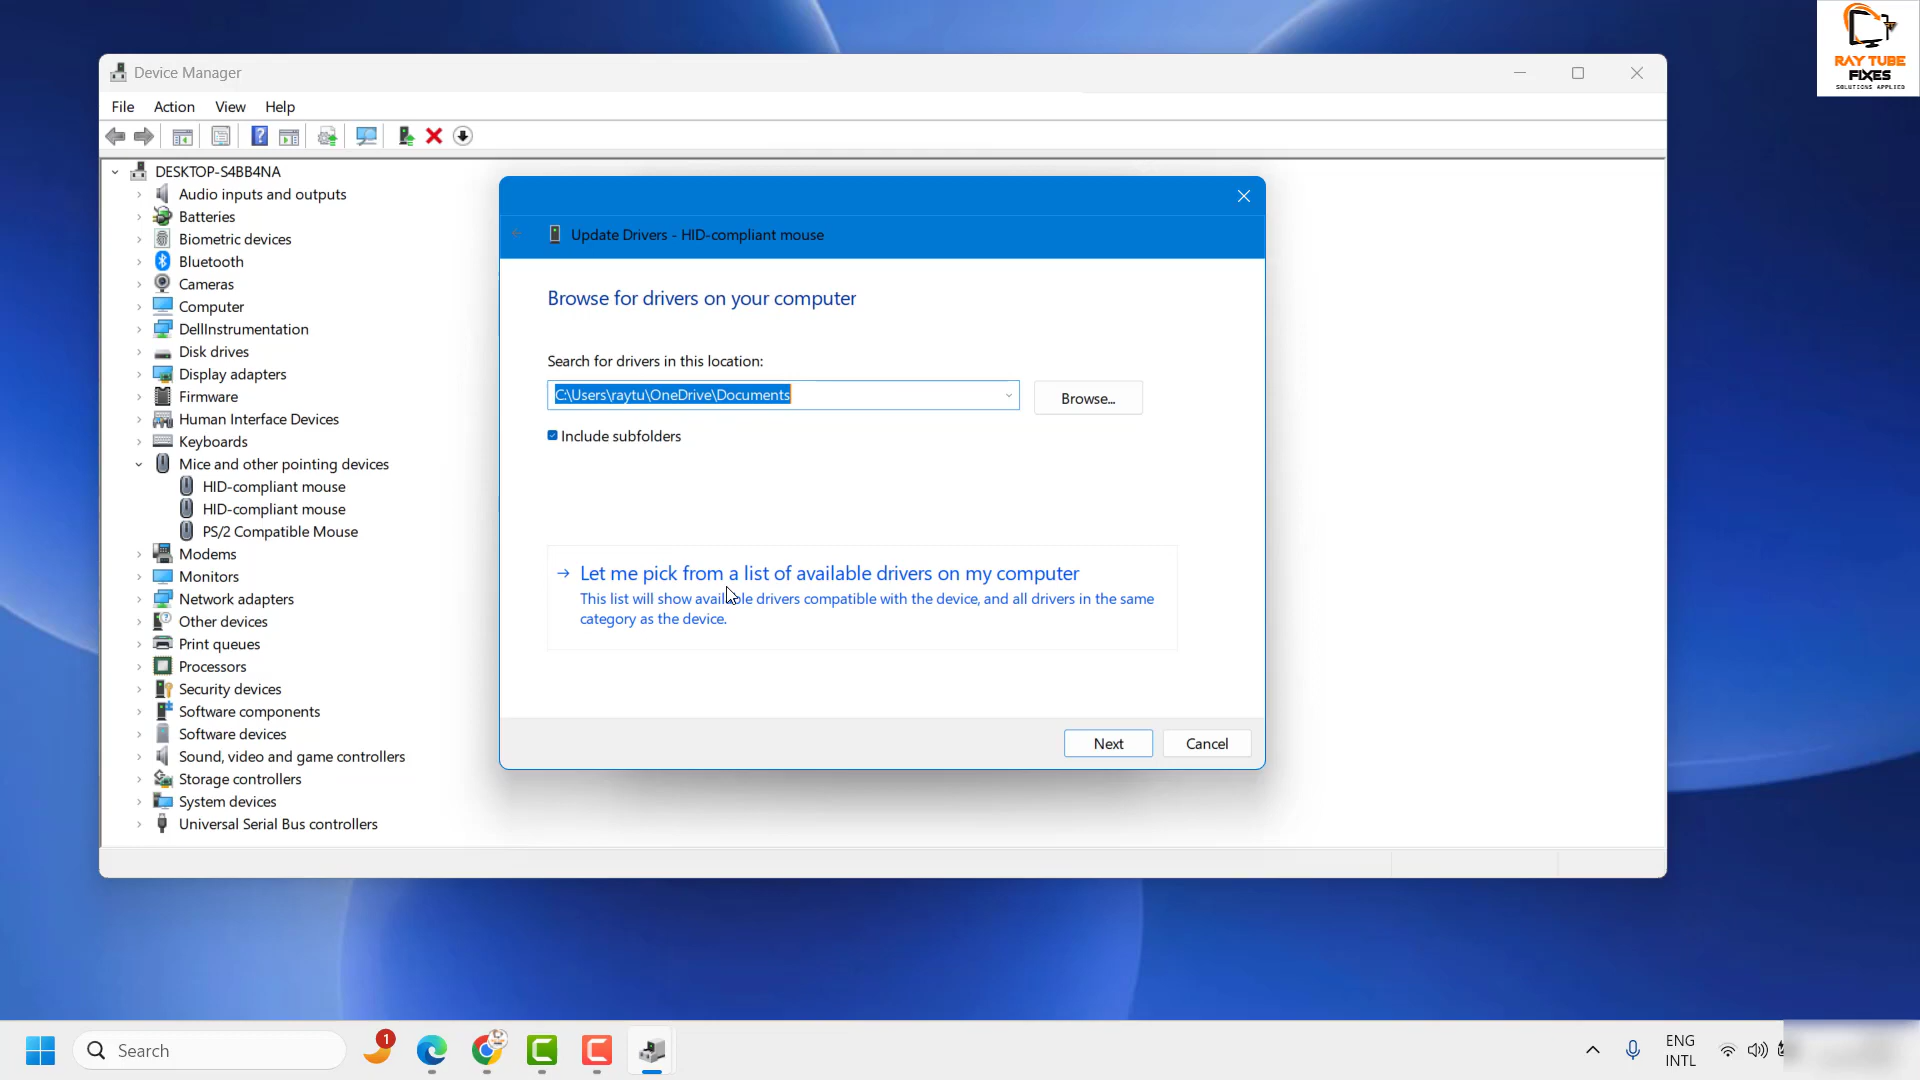 RAY TUBE
FIXES
SOLUTIONS APPLIED
Device Manager
File Action View Help
DESKTOP-S4BB4NA
Audio inputs and outputs
Batteries
Biometric devices
Bluetooth
Cameras
Computer
DellInstrumentation
Disk drives
Display adapters
Firmware
Human Interface Devices
Keyboards
Mice and other pointing devices
HID-compliant mouse
HID-compliant mouse
PS/2 Compatible Mouse
Modems
Monitors
Network adapters
Other devices
Print queues
Processors
Security devices
Software components
Software devices
Sound, video and game controllers
Storage controllers
System devices
Universal Serial Bus controllers
Update Drivers - HID-compliant mouse
Browse for drivers on your computer
Search for drivers in this location:
C:\Users\raytu\OneDrive\Documents
Browse...
Include subfolders
Let me pick from a list of available drivers on my computer
This list will show available drivers compatible with the device, and all drivers in the same
category as the device.
Next Cancel
Search
1
ENG
INTL